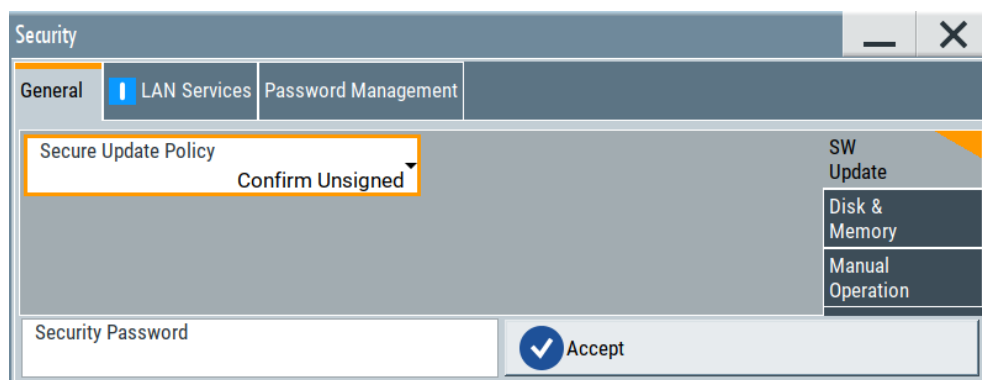 Security
General
LAN Services
Password Management
Secure Update Policy
Confirm Unsigned
SW
Update
Disk &
Memory
Manual
Operation
Security Password
Accept